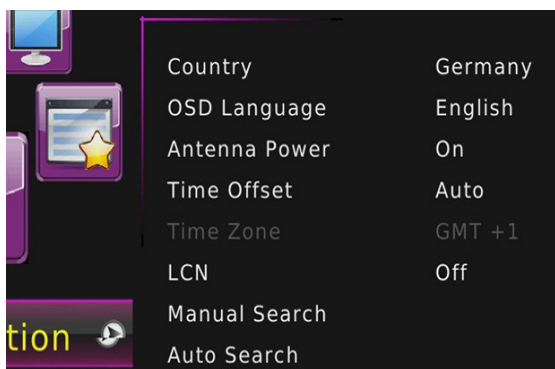 Country Germany
OSD Language English
Antenna Power On
Time Offset Auto
Time Zone GMT +1
LCN Off
Manual Search
tion
Auto Search